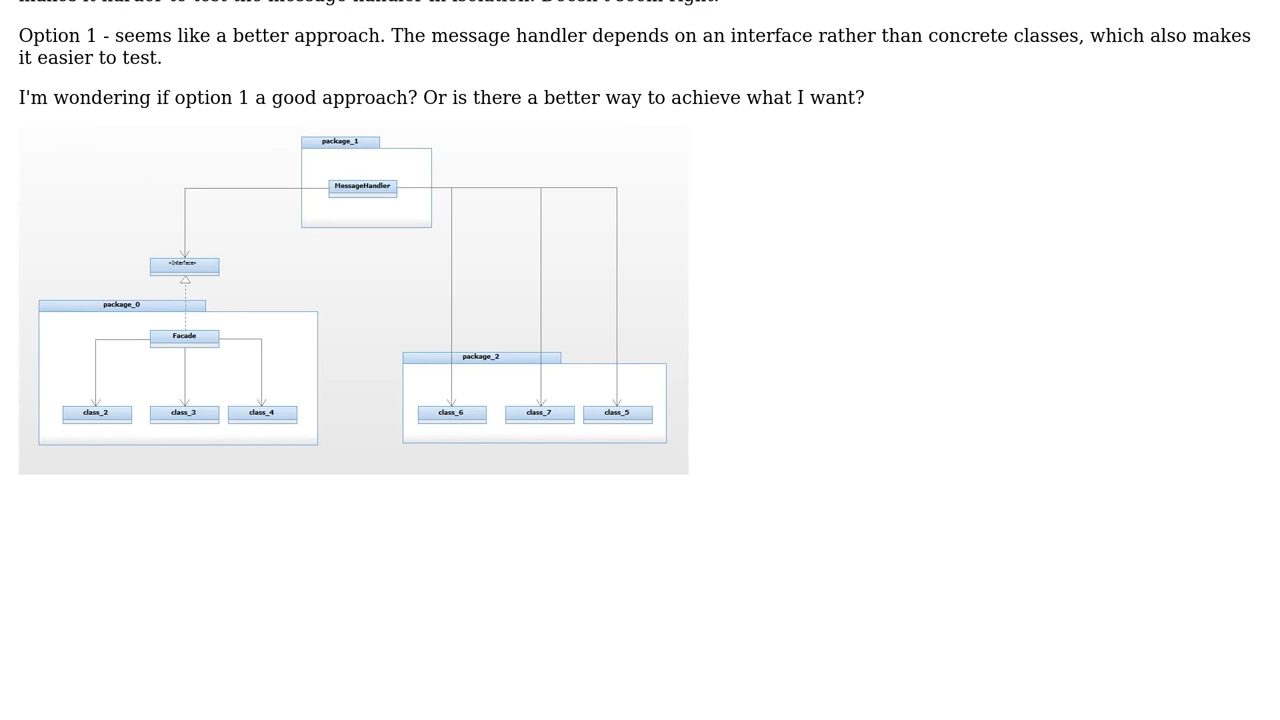 Option 1 - seems like a better approach. The message handler depends on an interface rather than concrete classes, which also makes
it easier to test.
I'm wondering if option 1 a good approach? Or is there a better way to achieve what I want?
package_1
MessageHandler
«Interface»
package_0
Facade
package_2
class_2
class_3
class_4
class_6
class_7
class_5